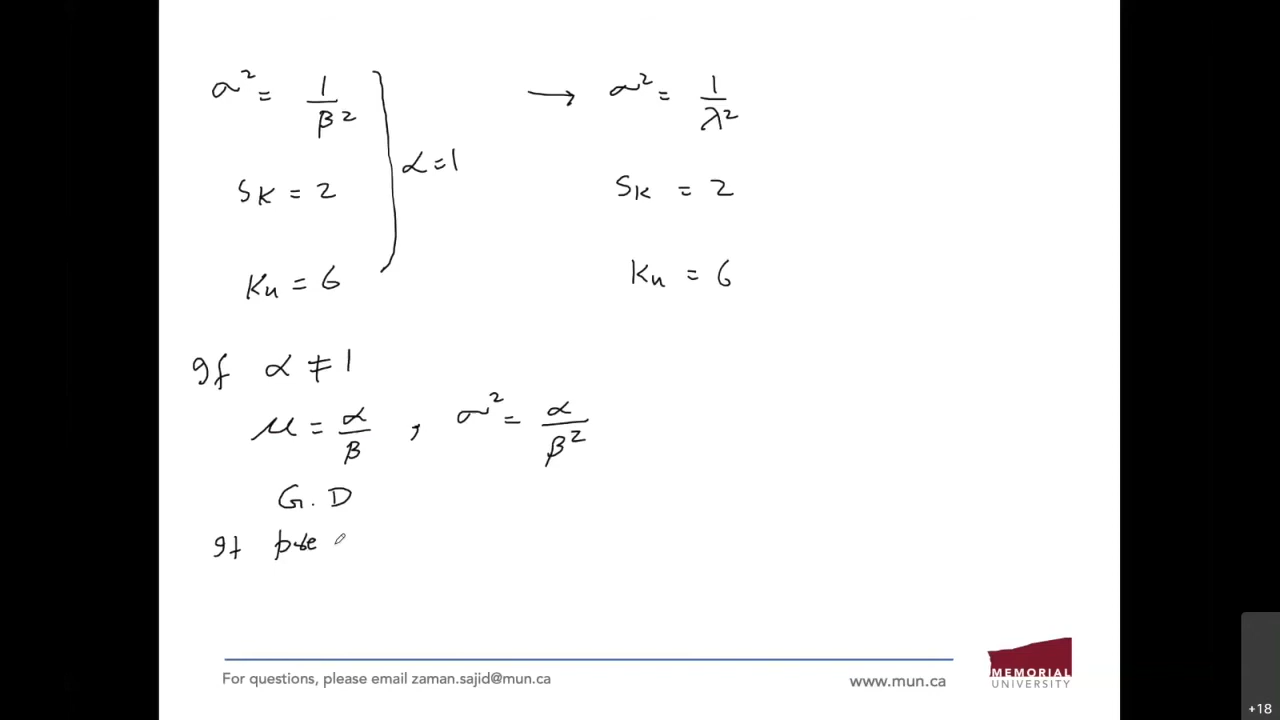 σ² = 1/β² → σ² = 1/λ²
α = 1
SK = 2 SK = 2
Ku = 6 Ku = 6
If α ≠ 1
μ = α/β , σ² = α/β²
G.D
If
For questions, please email zaman.sajid@mun.ca
www.mun.ca
MEMORIAL
UNIVERSITY
+18